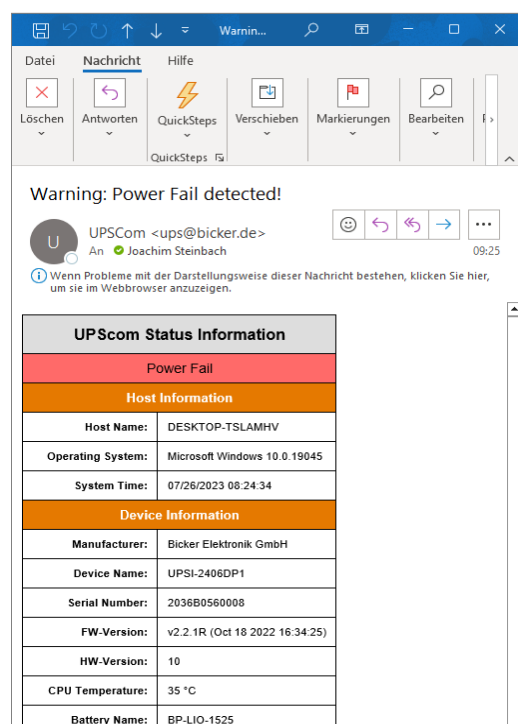 Warnin...
Datei Nachricht Hilfe
Löschen Antworten QuickSteps Verschieben Markierungen Bearbeiten
QuickSteps
Warning: Power Fail detected!
U
UPSCom <ups@bicker.de>
An Joachim Steinbach
09:25
Wenn Probleme mit der Darstellungsweise dieser Nachricht bestehen, klicken Sie hier,
um sie im Webbrowser anzuzeigen.
UPScom Status Information
Power Fail
Host Information
Host Name: DESKTOP-TSLAMHV
Operating System: Microsoft Windows 10.0.19045
System Time: 07/26/2023 08:24:34
Device Information
Manufacturer: Bicker Elektronik GmbH
Device Name: UPSI-2406DP1
Serial Number: 2036B0560008
FW-Version: v2.2.1R (Oct 18 2022 16:34:25)
HW-Version: 10
CPU Temperature: 35 °C
Battery Name: BP-LIO-1525